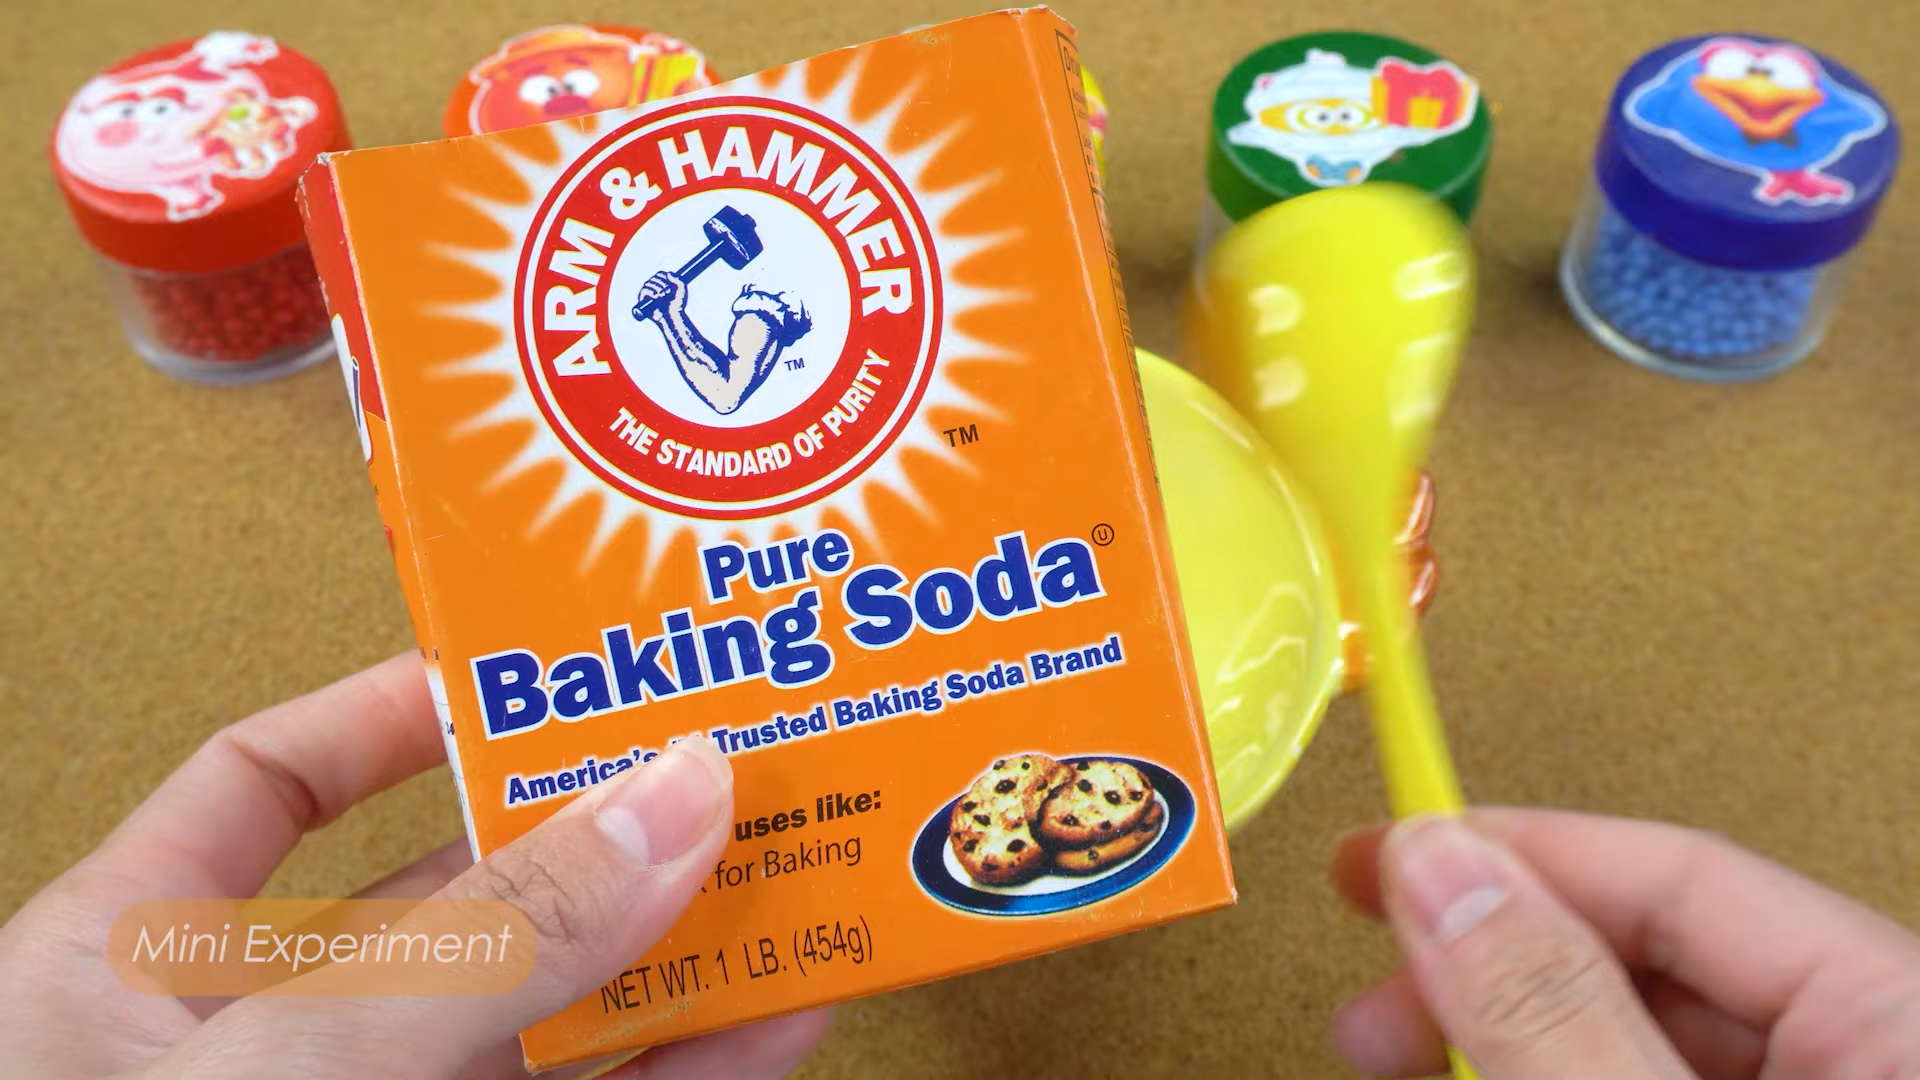 ARM & HAMMER
THE STANDARD OF PURITY
TM
TM
Pure
Baking Soda
America's Trusted Baking Soda Brand
uses like:
for Baking
NET WT. 1 LB. (454g)
Mini Experiment